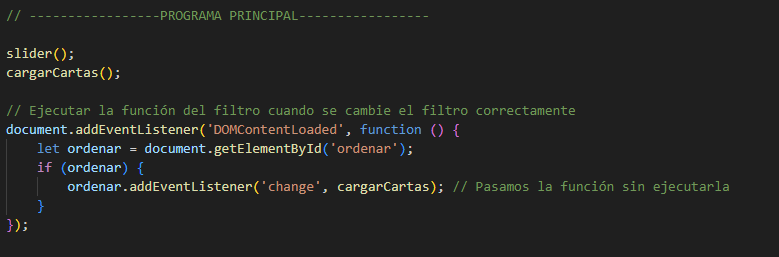 // -----------------PROGRAMA PRINCIPAL-----------------
slider();
cargarCartas();
// Ejecutar la función del filtro cuando se cambie el filtro correctamente
document.addEventListener('DOMContentLoaded', function () {
    let ordenar = document.getElementById('ordenar');
    if (ordenar) {
        ordenar.addEventListener('change', cargarCartas); // Pasamos la función sin ejecutarla
    }
});